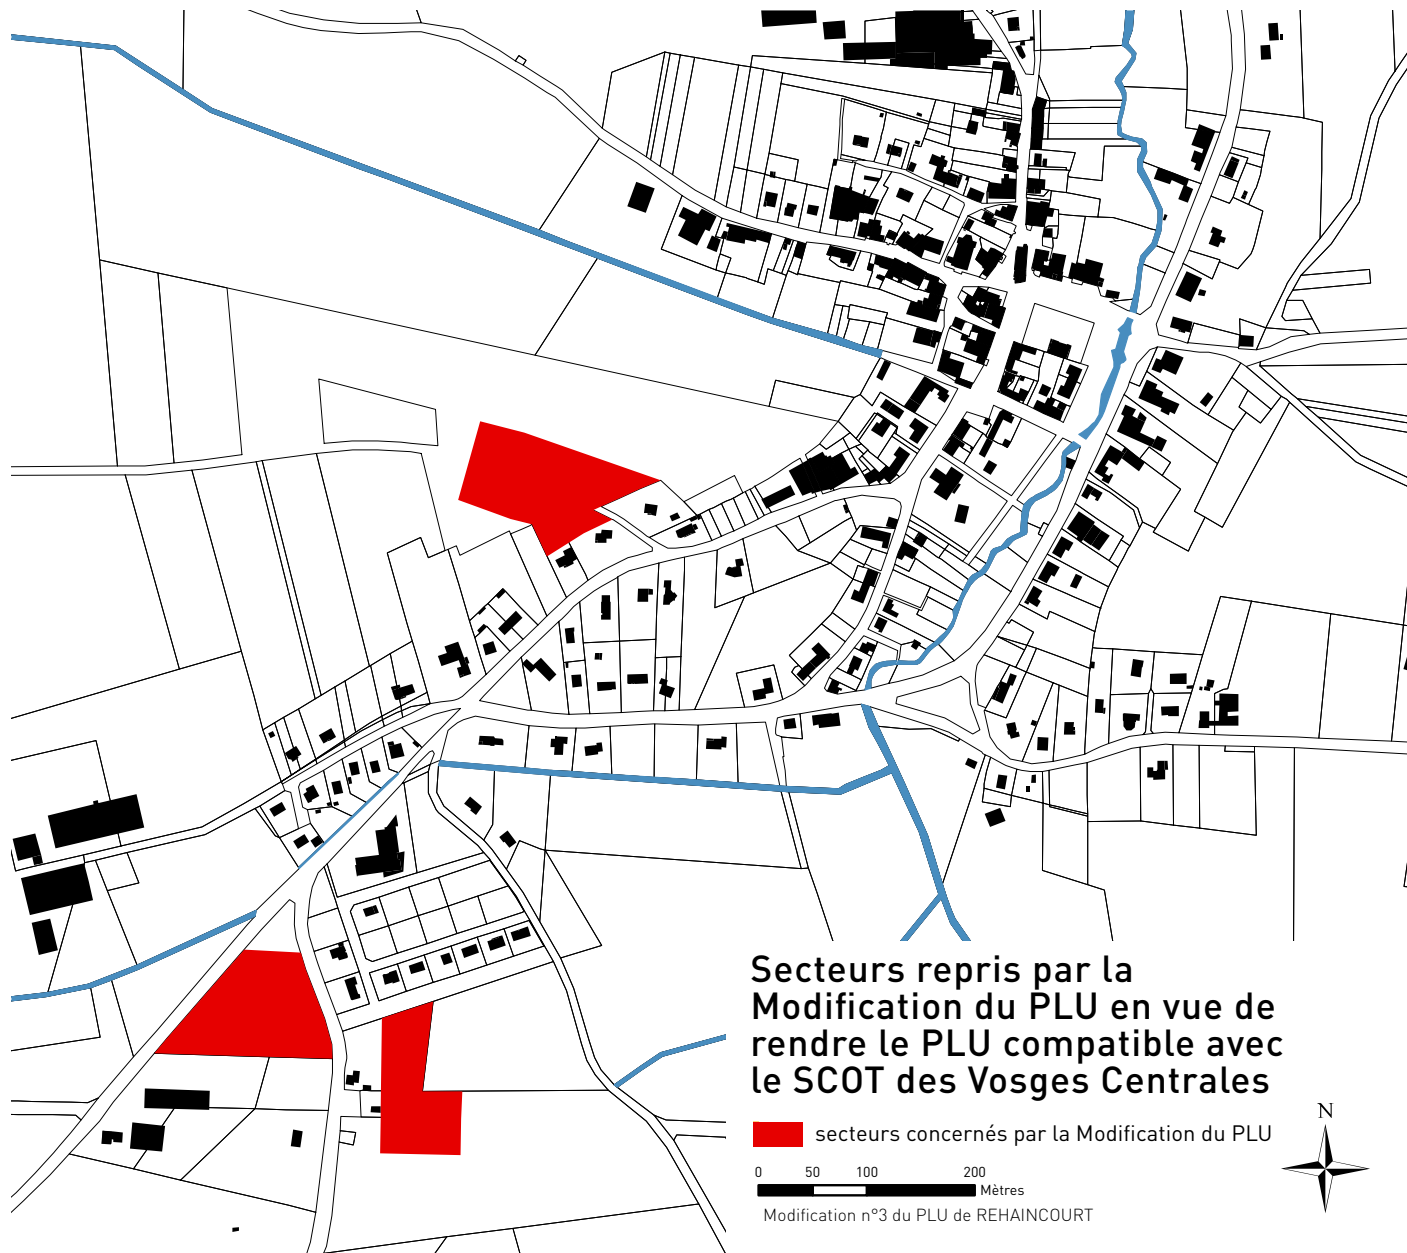 Secteurs repris par la
Modification du PLU en vue de
rendre le PLU compatible avec
le SCOT des Vosges Centrales
N
secteurs concernés par la Modification du PLU
0 50 100 200
Mètres
Modification n°3 du PLU de REHAINCOURT